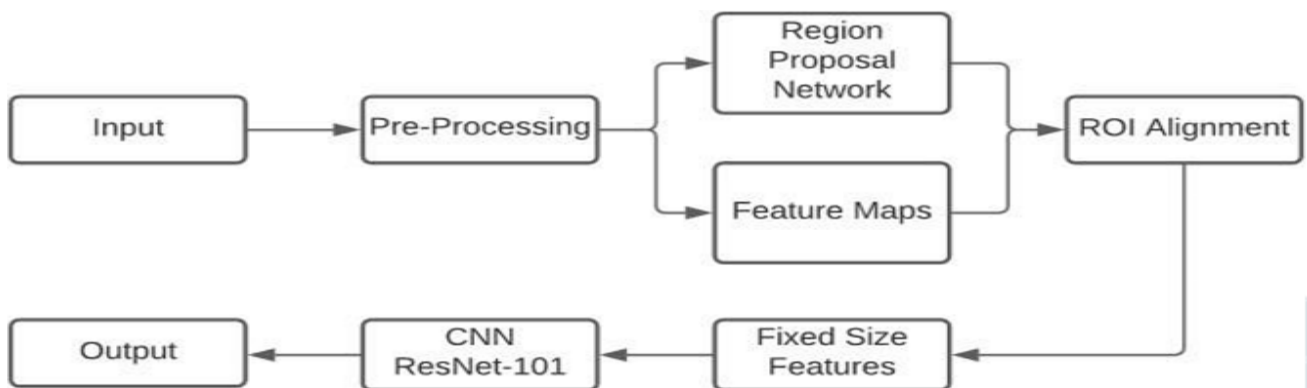 Input
Pre-Processing
Region
Proposal
Network
Feature Maps
ROI Alignment
Fixed Size
Features
CNN
ResNet-101
Output